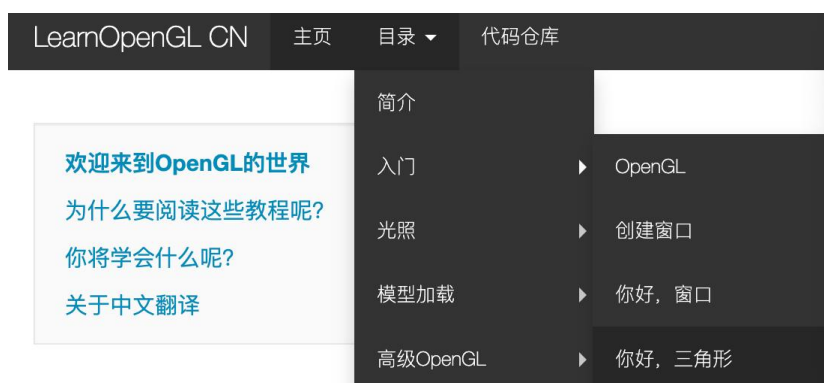 LearnOpenGL CN 主页 目录 代码仓库
简介
入门
光照
模型加载
高级OpenGL
OpenGL
创建窗口
你好，窗口
你好，三角形
欢迎来到OpenGL的世界
为什么要阅读这些教程呢?
你将学会什么呢?
关于中文翻译